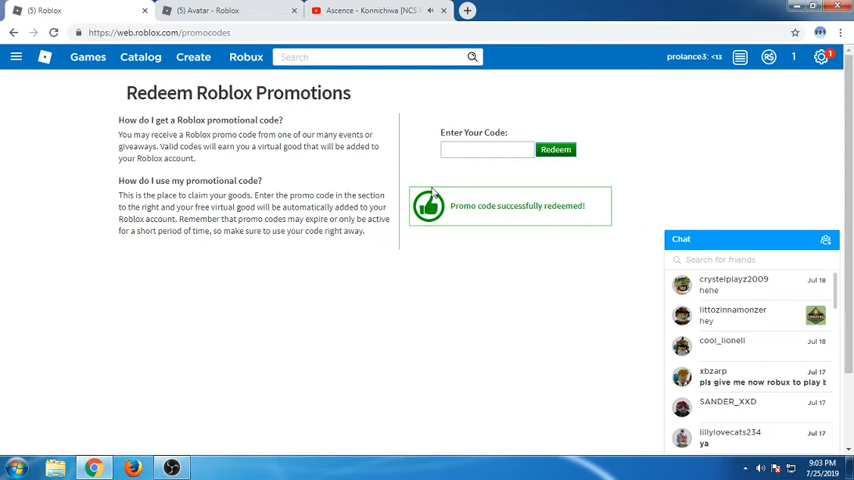 (5) Roblox
(5) Avatar - Roblox
Ascence - Konnichiwa [NCS
https://web.roblox.com/promocodes
Games Catalog Create Robux Search prolance3: <13 R$ 1 1
Redeem Roblox Promotions
How do I get a Roblox promotional code?
You may receive a Roblox promo code from one of our many events or
giveaways. Valid codes will earn you a virtual good that will be added to
your Roblox account.
How do I use my promotional code?
This is the place to claim your goods. Enter the promo code in the section
to the right and your free virtual good will be automatically added to your
Roblox account. Remember that promo codes may expire or only be active
for a short period of time, so make sure to use your code right away.
Enter Your Code:
Redeem
Promo code successfully redeemed!
Chat
Search for friends
crystelplayz2009 Jul 18
hehe
littozinnamonzer
hey
cool_lionell Jul 18
xbzarp Jul 17
pls give me now robux to play b
SANDER_XXD Jul 17
lillylovecats234 Jul 17
ya
9:03 PM
7/25/2019